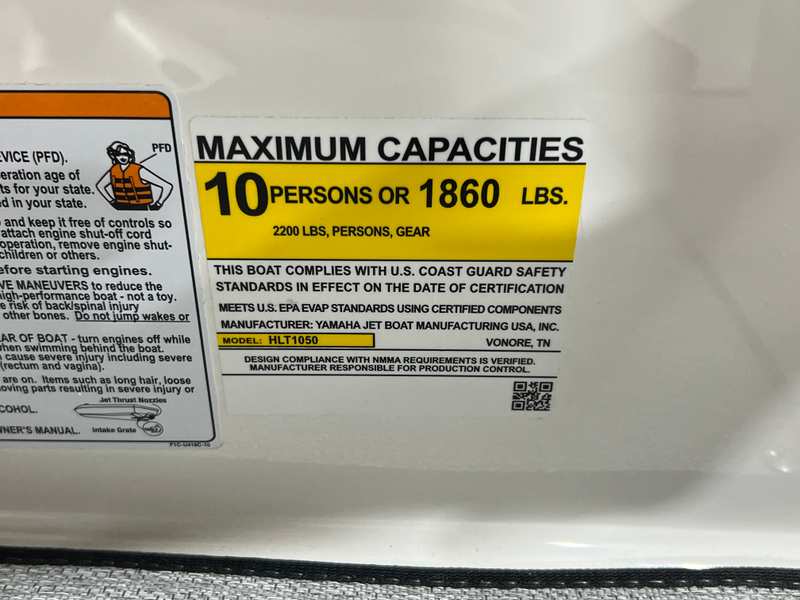 EVICE (PFD).
PFD
eration age of
ts for your state.
ed in your state.
and keep it free of controls so
attach engine shut-off cord
operation, remove engine shut-
children or others.
efore starting engines.
VE MANEUVERS to reduce the
high-performance boat - not a toy.
e risk of back/spinal injury
other bones. Do not jump wakes or
EAR OF BOAT - turn engines off while
when swimming behind the boat.
cause severe injury including severe
(rectum and vagina).
are on. Items such as long hair, loose
oving parts resulting in severe injury or
Jet Thrust Nozzles
COHOL.
WNER'S MANUAL.
Intake Grate
F1C-U416C-10
MAXIMUM CAPACITIES
10 PERSONS OR 1860 LBS.
2200 LBS, PERSONS, GEAR
THIS BOAT COMPLIES WITH U.S. COAST GUARD SAFETY
STANDARDS IN EFFECT ON THE DATE OF CERTIFICATION
MEETS U.S. EPA EVAP STANDARDS USING CERTIFIED COMPONENTS
MANUFACTURER: YAMAHA JET BOAT MANUFACTURING USA, INC.
MODEL: HLT1050 VONORE, TN
DESIGN COMPLIANCE WITH NMMA REQUIREMENTS IS VERIFIED.
MANUFACTURER RESPONSIBLE FOR PRODUCTION CONTROL.